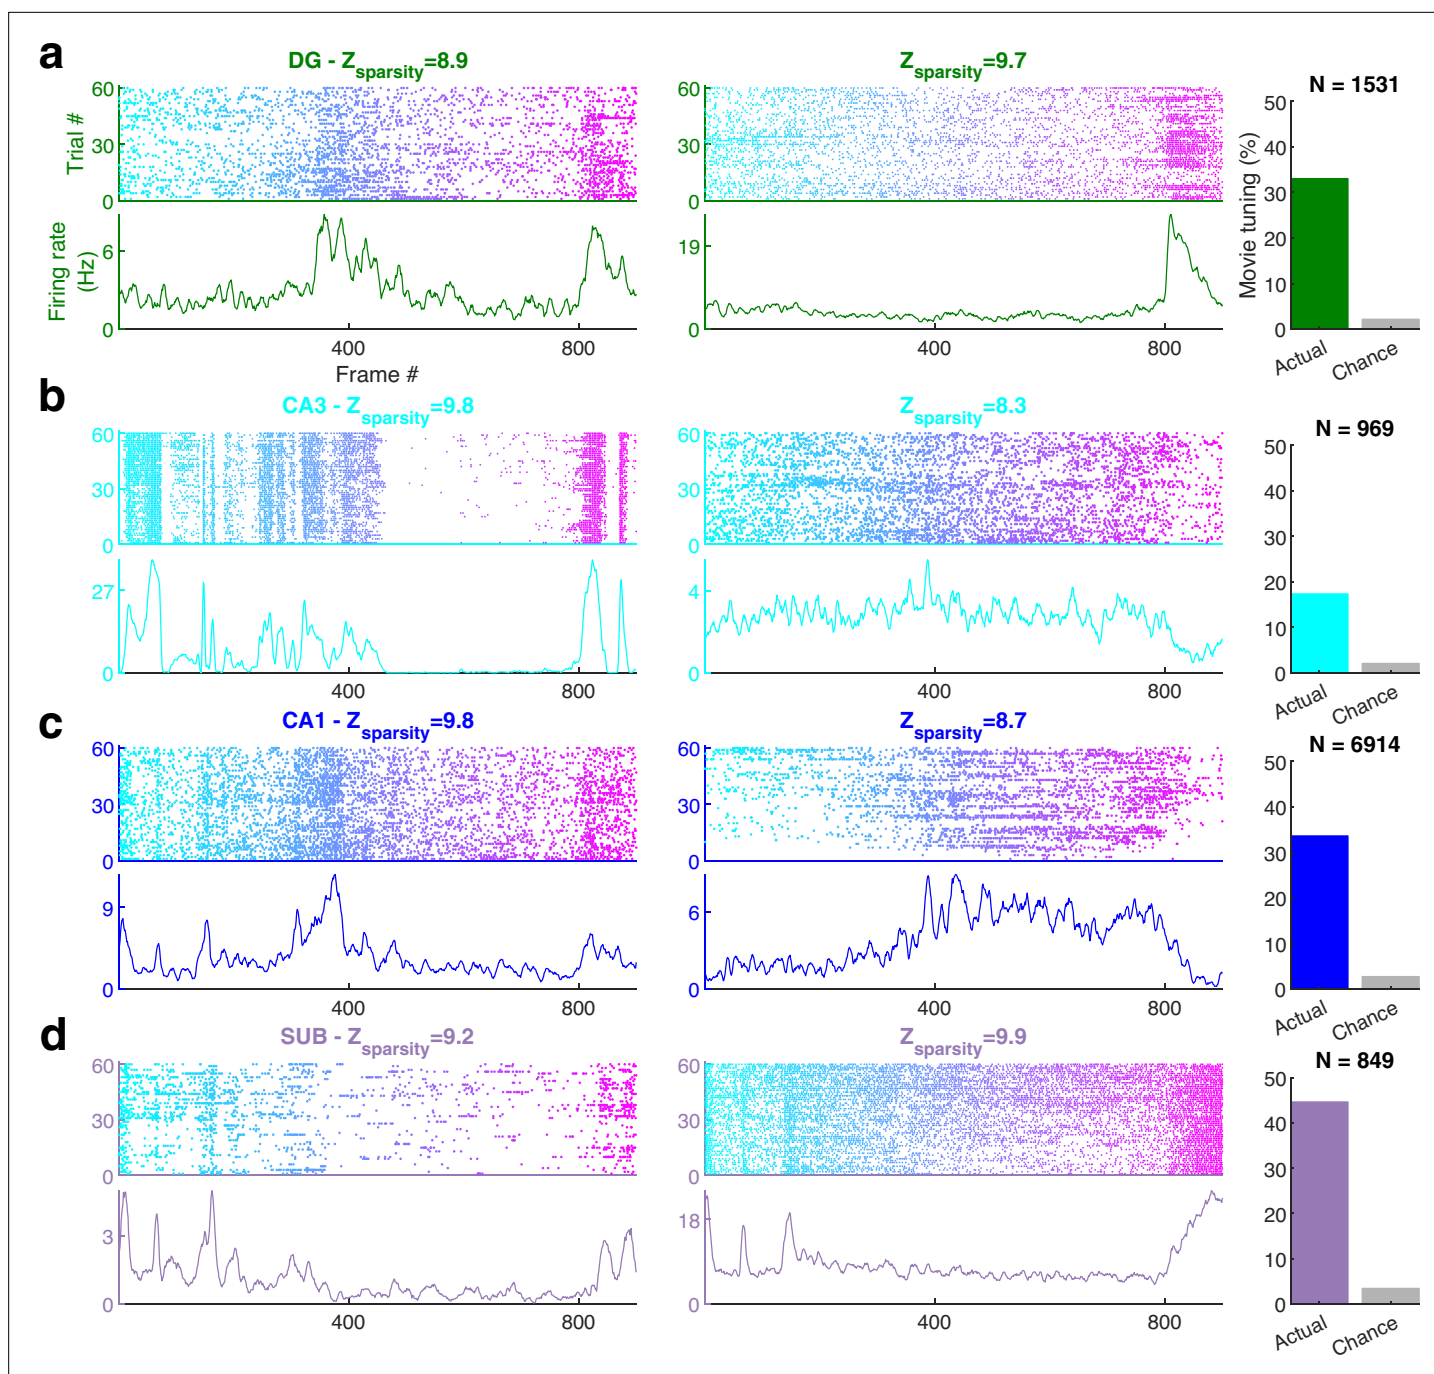 a
DG - Zsparsity=8.9
Zsparsity=9.7
N = 1531
Trial #
60
30
0
60
30
0
Firing rate
(Hz)
6
0
19
0
400
800
Frame #
400
800
Movie tuning (%)
50
40
30
20
10
0
Actual
Chance
b
CA3 - Zsparsity=9.8
Zsparsity=8.3
N = 969
60
30
0
60
30
0
27
0
4
0
400
800
400
800
50
40
30
20
10
0
Actual
Chance
c
CA1 - Zsparsity=9.8
Zsparsity=8.7
N = 6914
60
30
0
60
30
0
9
0
6
0
400
800
400
800
50
40
30
20
10
0
Actual
Chance
d
SUB - Zsparsity=9.2
Zsparsity=9.9
N = 849
60
30
0
60
30
0
3
0
18
0
400
800
400
800
50
40
30
20
10
0
Actual
Chance